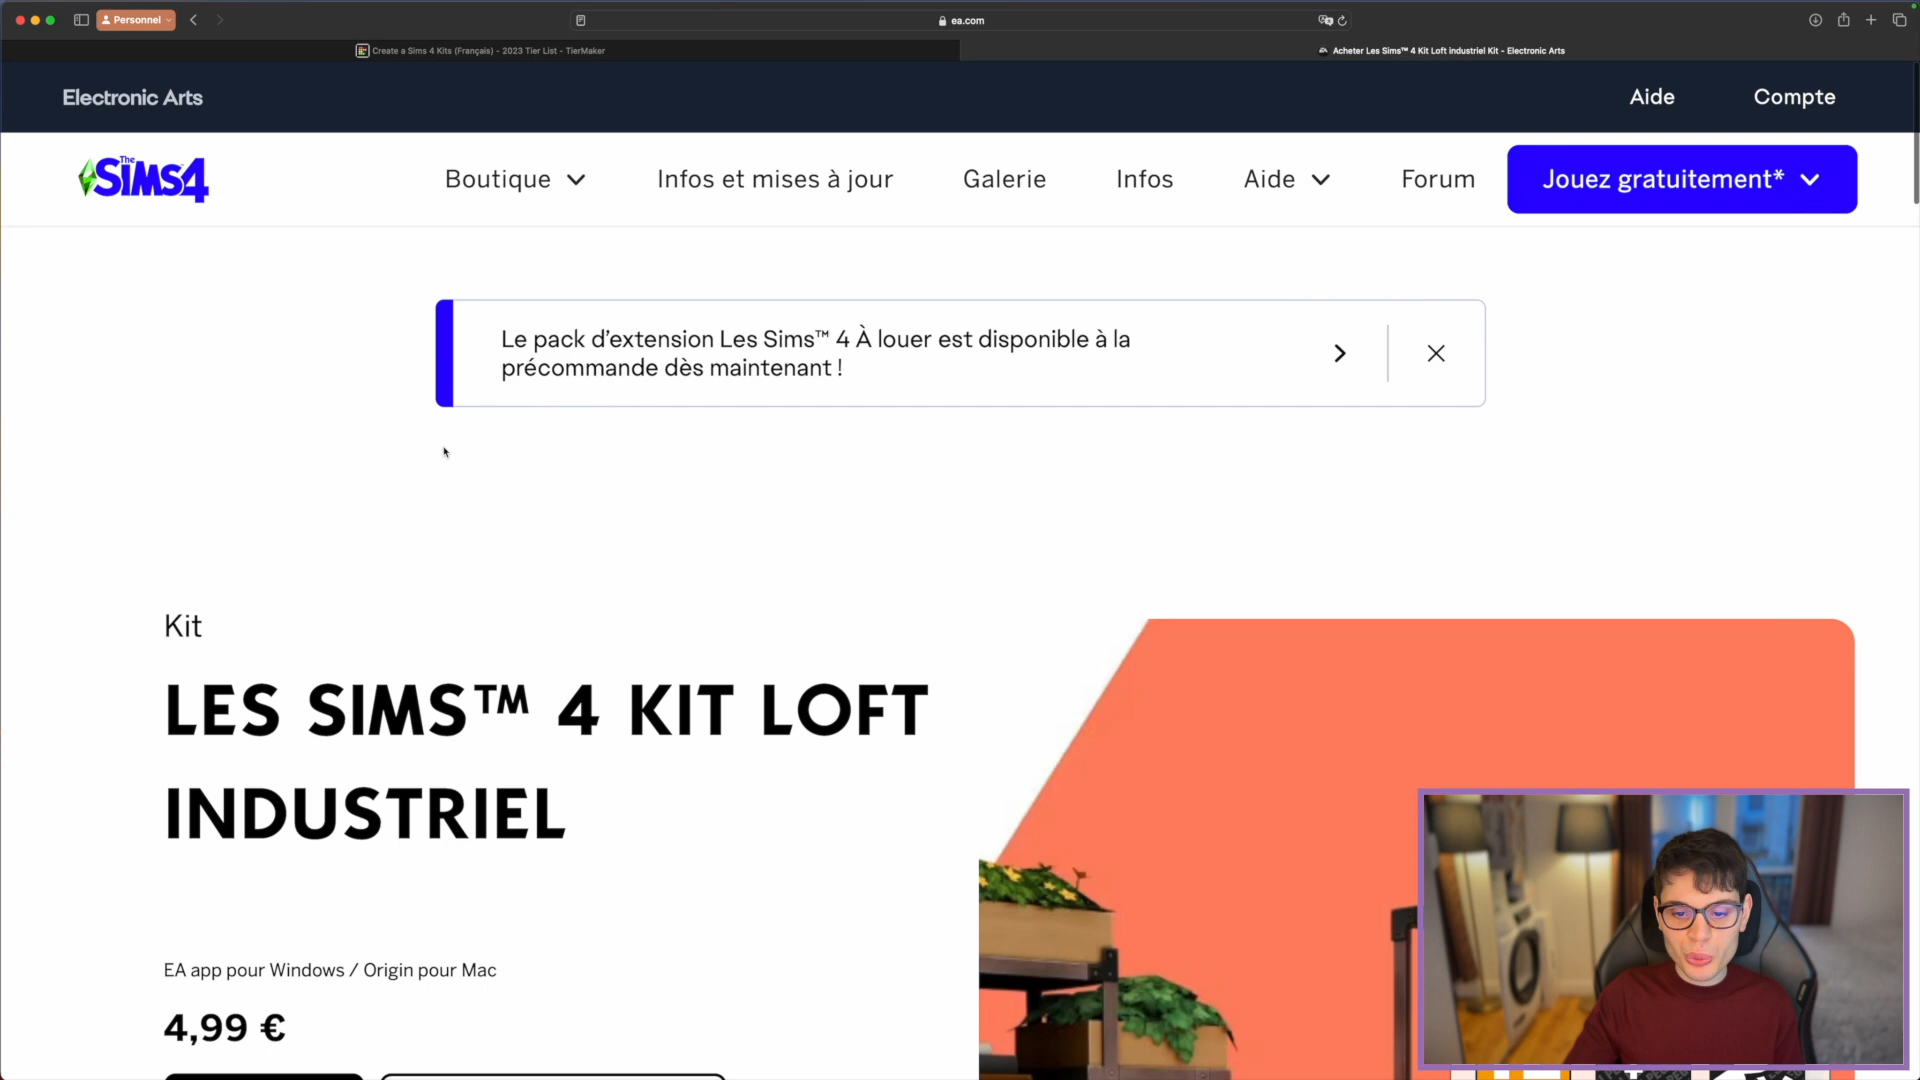 Personnel
ea.com
Create a Sims 4 Kits (Français) - 2023 Tier List - TierMaker
Acheter Les Sims™ 4 Kit Loft industriel Kit - Electronic Arts
Electronic Arts
Aide
Compte
The SIMS 4
Boutique
Infos et mises à jour
Galerie
Infos
Aide
Forum
Jouez gratuitement*
Le pack d’extension Les Sims™ 4 À louer est disponible à la
précommande dès maintenant !
Kit
LES SIMS™ 4 KIT LOFT
INDUSTRIEL
EA app pour Windows / Origin pour Mac
4,99 €